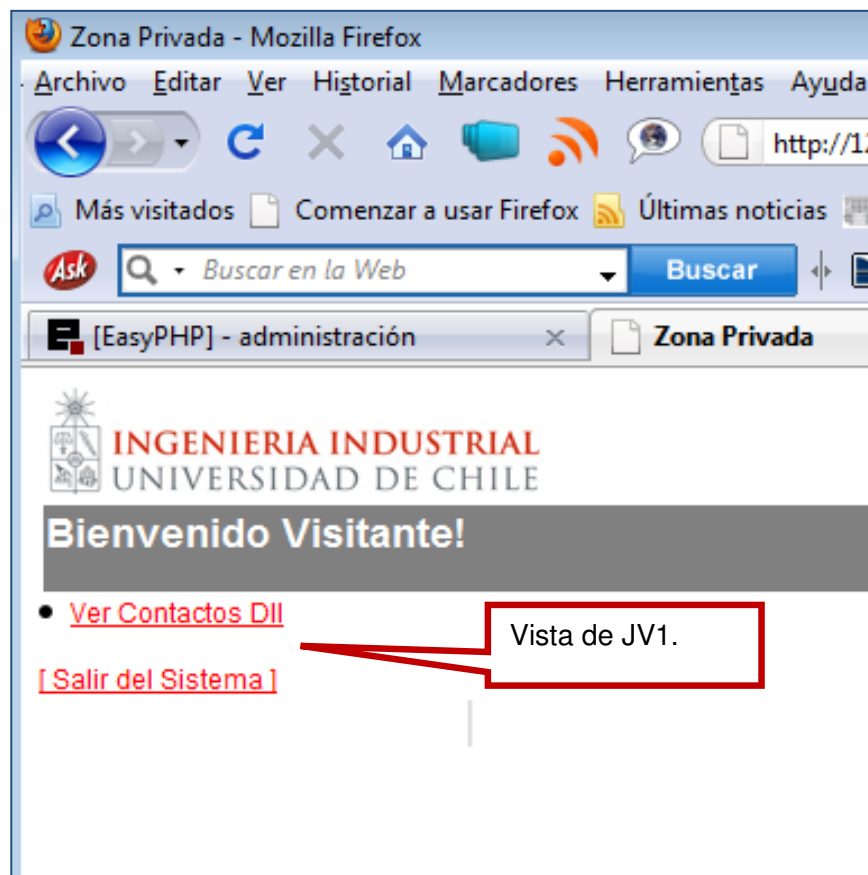 Zona Privada - Mozilla Firefox
Archivo Editar Ver Historial Marcadores Herramientas Ayuda
http://12
Más visitados Comenzar a usar Firefox Últimas noticias
Ask Buscar en la Web Buscar
[EasyPHP] - administración Zona Privada
INGENIERIA INDUSTRIAL
UNIVERSIDAD DE CHILE
Bienvenido Visitante!
Ver Contactos DII
Vista de JV1.
[ Salir del Sistema ]